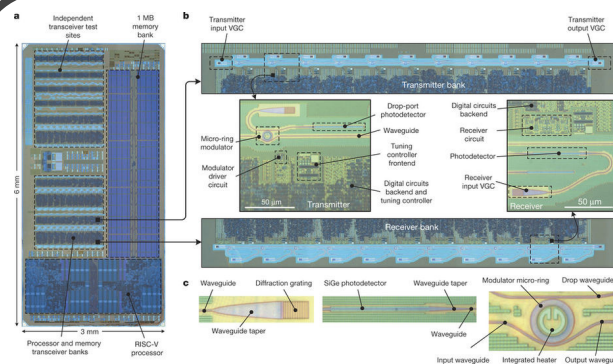 a
Independent
transceiver test
sites
1 MB
memory
bank
6 mm
3 mm
Processor and memory
transceiver banks
RISC-V
processor
b
Transmitter
input VGC
Transmitter
output VGC
Transmitter bank
Micro-ring
modulator
Modulator
driver
circuit
Drop-port
photodetector
Waveguide
Tuning
controller
frontend
Digital circuits
backend and
tuning controller
50 µm
Transmitter
Digital circuits
backend
Receiver
circuit
Photodetector
Receiver
input VGC
50 µm
Receiver
Receiver bank
c
Waveguide
Diffraction grating
Waveguide taper
SiGe photodetector
Waveguide taper
Waveguide
Modulator micro-ring
Drop waveguide
Input waveguide
Integrated heater
Output wavegu